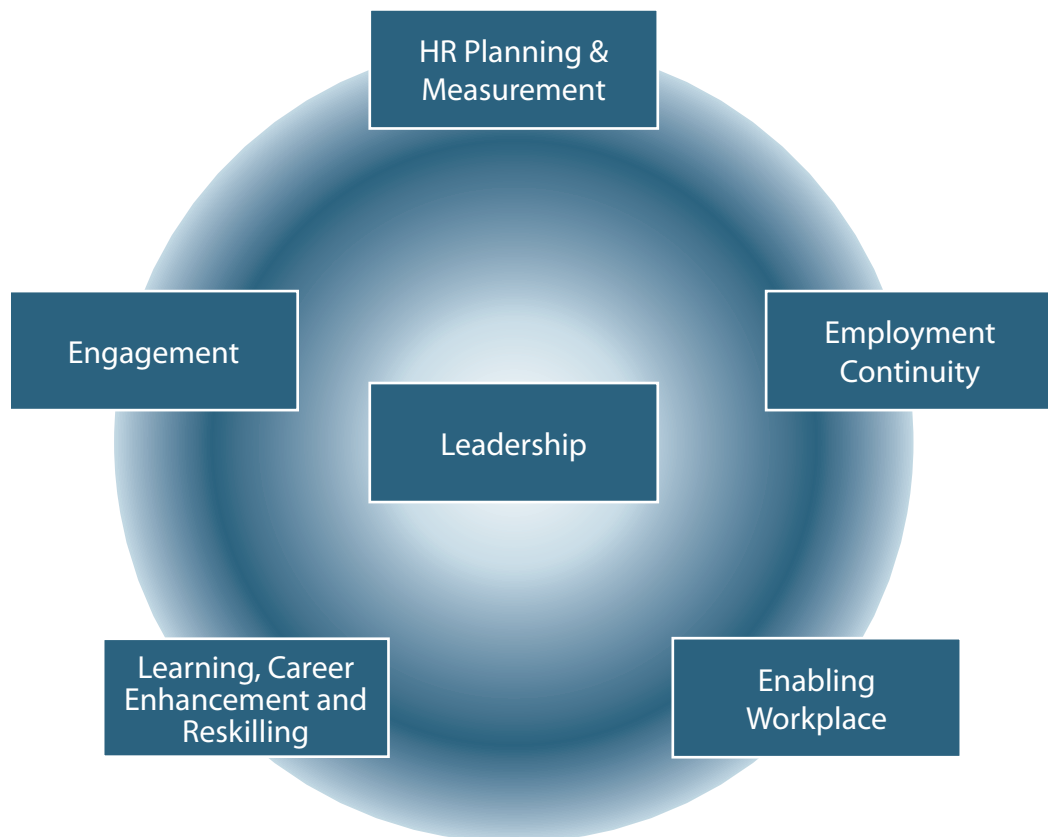 HR Planning &
Measurement
Engagement
Employment
Continuity
Leadership
Learning, Career
Enhancement and
Reskilling
Enabling
Workplace